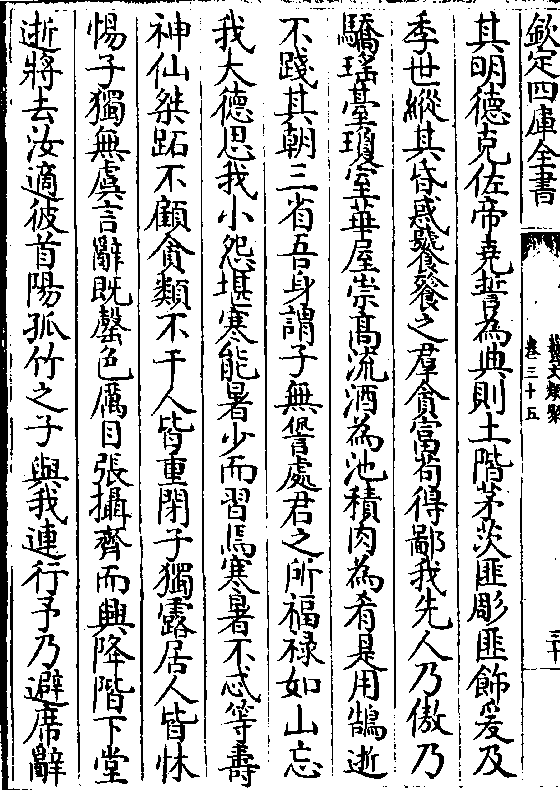 欽定四庫全書
藝文類聚
卷三十五
其明德克佐帝堯誓為典則土階茅茨匪彫匪飾爰及
季世縱其昏惑饕餮之羣貪富苟得鄙我先人乃傲乃
驕瑤臺瓊室華屋崇高流酒為池積肉為肴是用鵠逝
不踐其朝三省吾身謂子無諐處君之所福祿如山忘
我大德思我小怨堪寒能暑少而習焉寒暑不忒等壽
神仙桀跖不顧貪類不干人皆重閉子獨露居人皆怵
惕子獨無虞言辭既罄色厲目張攝齊而興降階下堂
逝將去汝適彼首陽孤竹之子與我連行予乃避席辭